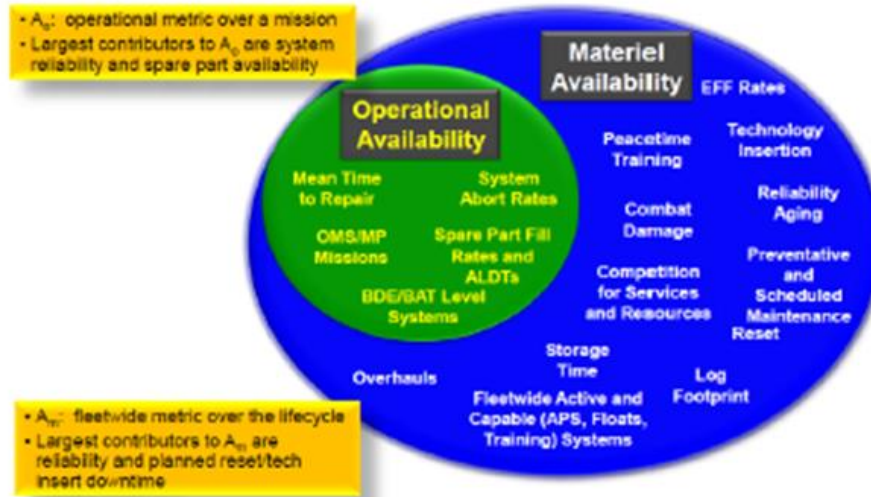 • Ao: operational metric over a mission
• Largest contributors to Ao are system
reliability and spare part availability
Materiel
Availability
EFF Rates
Operational
Availability
Peacetime
Training
Technology
Insertion
Mean Time
to Repair
System
Abort Rates
Reliability
Aging
Combat
Damage
OMS/MP
Missions
Spare Part Fill
Rates and
ALDTs
Preventative
and
Scheduled
Maintenance
Reset
Competition
for Services
and Resources
BDE/BAT Level
Systems
Storage
Time
Overhauls
Log
Footprint
Fleetwide Active and
Capable (APS, Floats,
Training) Systems
• Am: fleetwide metric over the lifecycle
• Largest contributors to Am are
reliability and planned reset/tech
insert downtime